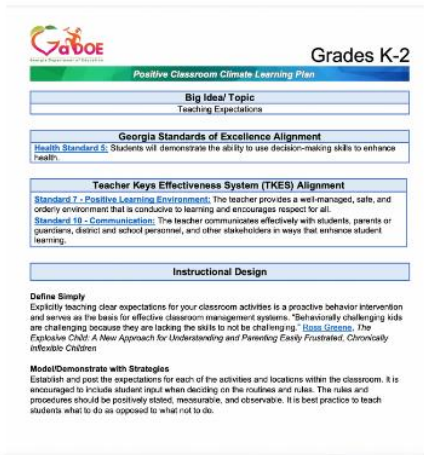 GaDOE
Georgia Department of Education
Grades K-2
Positive Classroom Climate Learning Plan
Big Idea/ Topic
Teaching Expectations
Georgia Standards of Excellence Alignment
Health Standard 5: Students will demonstrate the ability to use decision-making skills to enhance
health.
Teacher Keys Effectiveness System (TKES) Alignment
Standard 7 - Positive Learning Environment: The teacher provides a well-managed, safe, and
orderly environment that is conducive to learning and encourages respect for all.
Standard 10 - Communication: The teacher communicates effectively with students, parents or
guardians, district and school personnel, and other stakeholders in ways that enhance student
learning.
Instructional Design
Define Simply
Explicitly teaching clear expectations for your classroom activities is a proactive behavior intervention
and serves as the basis for effective classroom management systems. "Behaviorally challenging kids
are challenging because they are lacking the skills to not be challenging." Ross Greene, The
Explosive Child: A New Approach for Understanding and Parenting Easily Frustrated, Chronically
Inflexible Children
Model/Demonstrate with Strategies
Establish and post the expectations for each of the activities and locations within the classroom. It is
encouraged to include student input when deciding on the routines and rules. The rules and
procedures should be positively stated, measurable, and observable. It is best practice to teach
students what to do as opposed to what not to do.